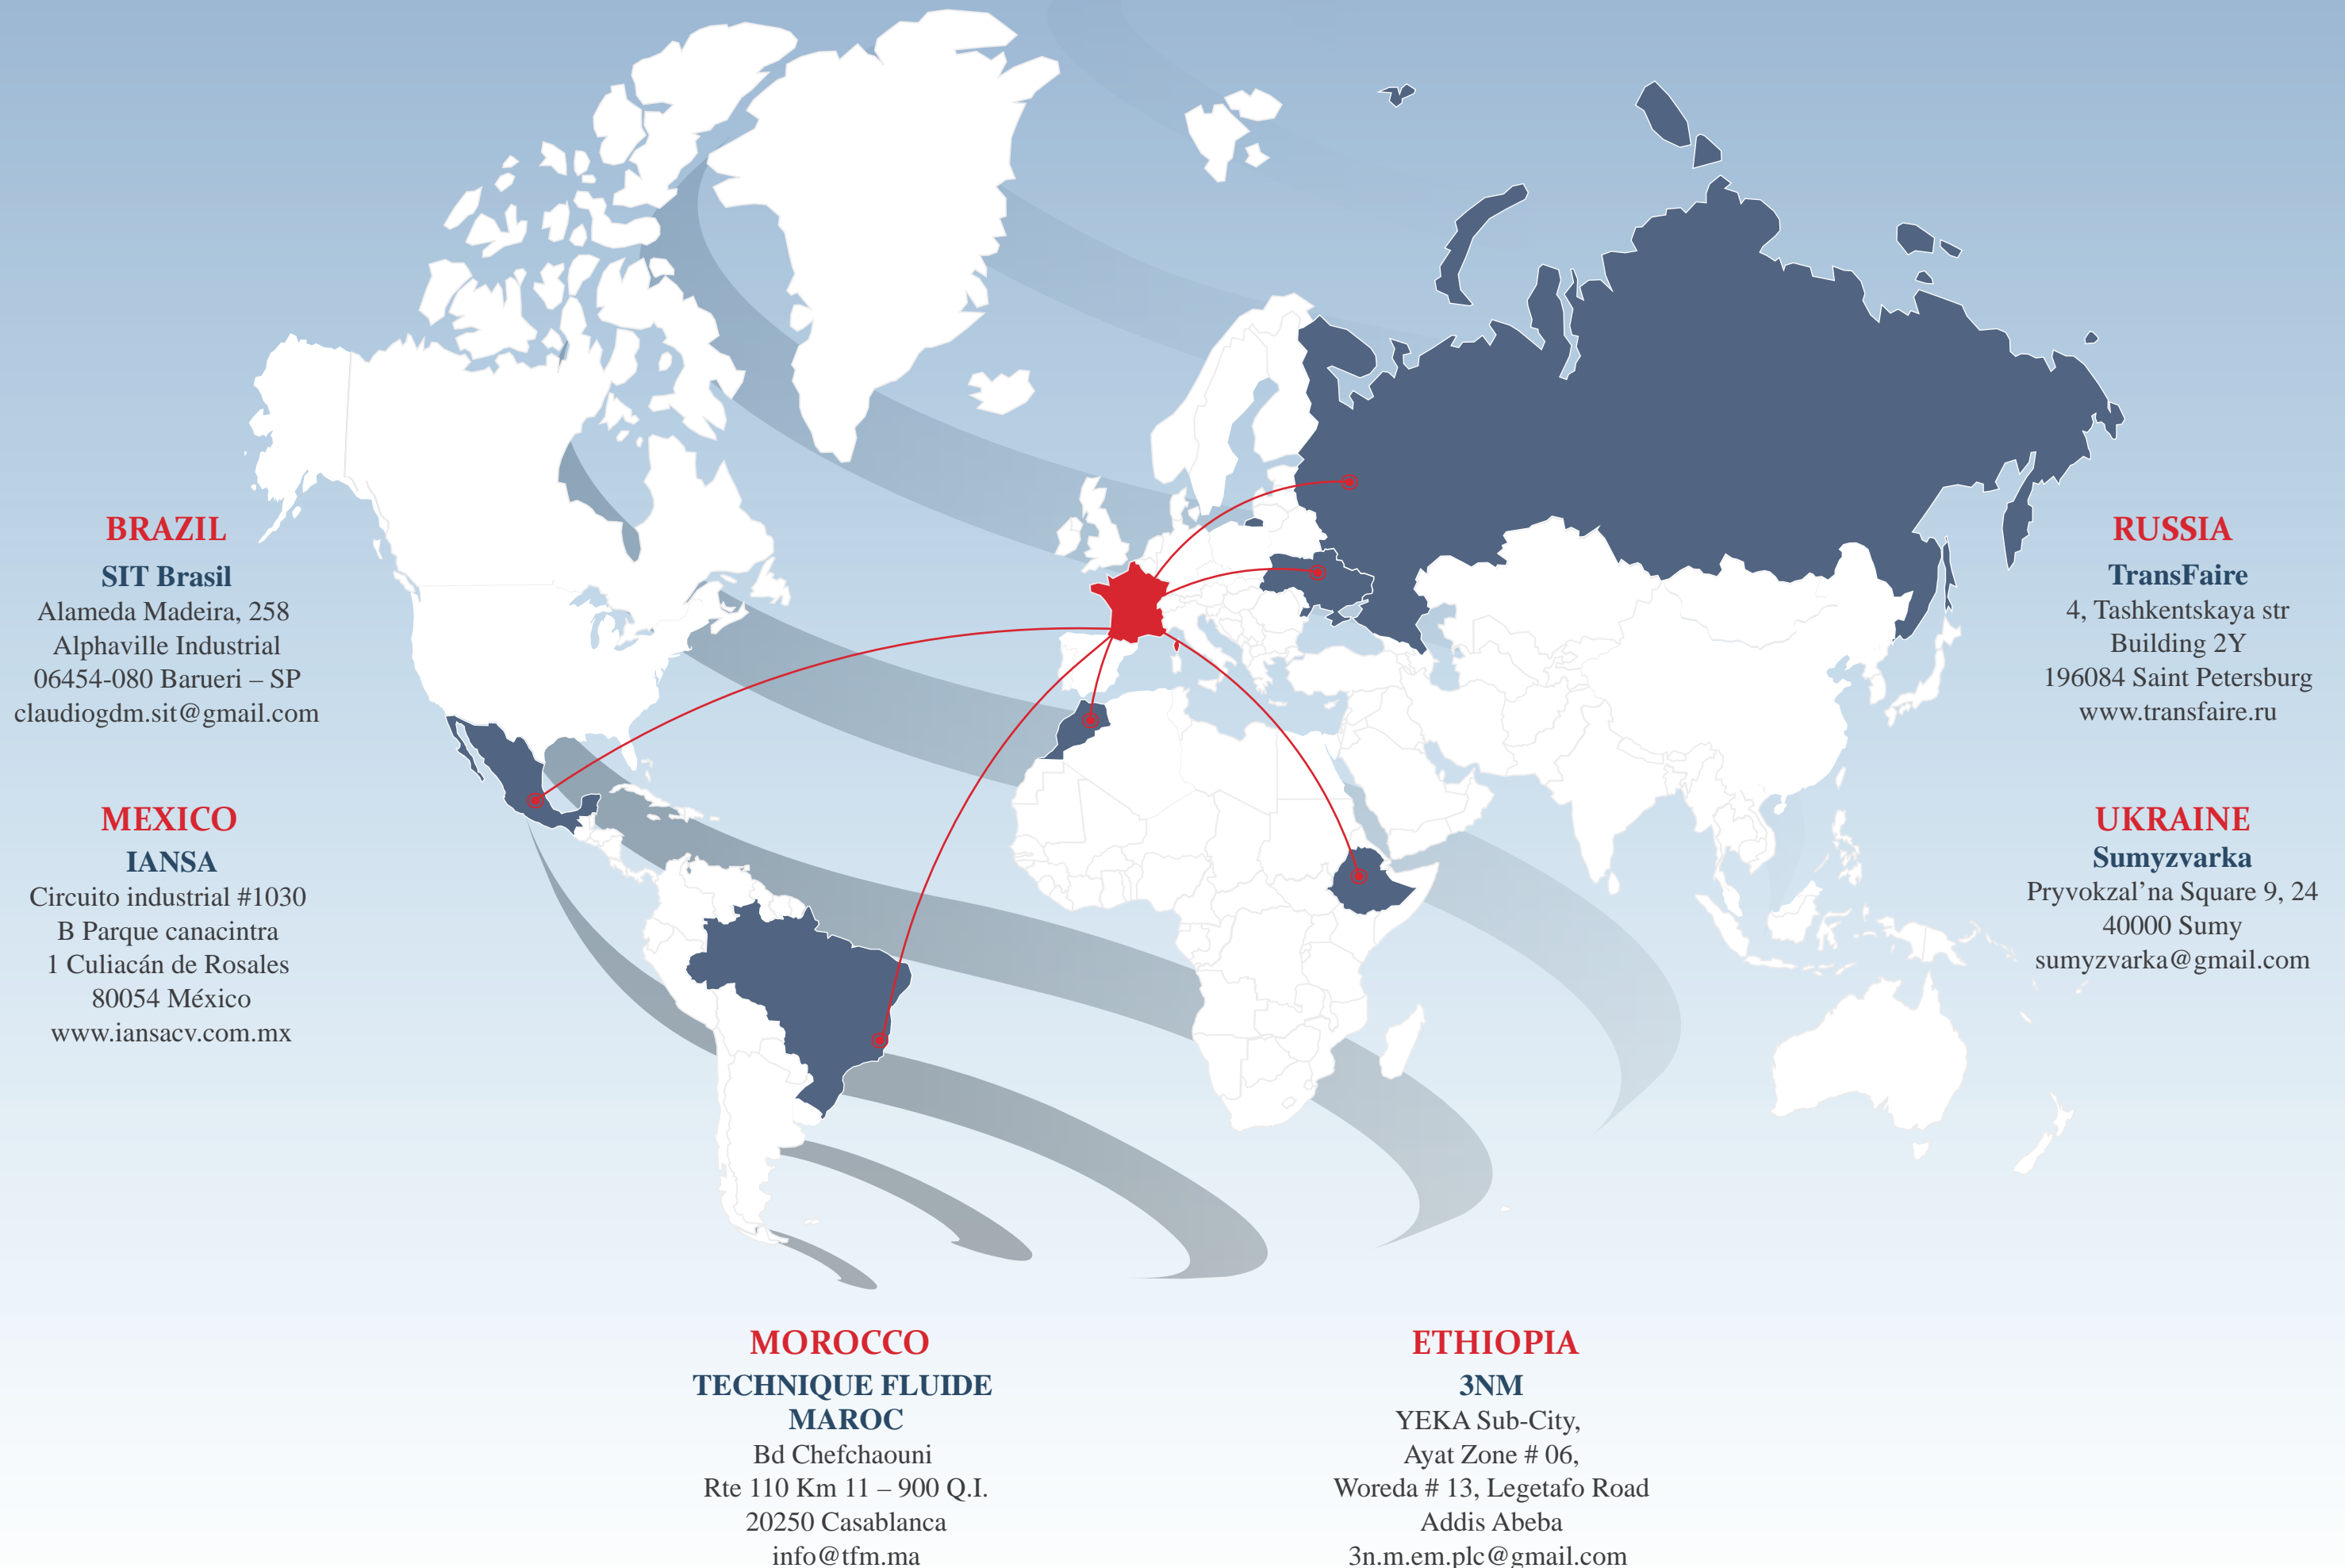 BRAZIL
SIT Brasil
Alameda Madeira, 258
Alphaville Industrial
06454-080 Barueri – SP
claudiogdm.sit@gmail.com
MEXICO
IANSA
Circuito industrial #1030
B Parque canacintra
1 Culiacán de Rosales
80054 México
www.iansacv.com.mx
RUSSIA
TransFaire
4, Tashkentskaya str
Building 2Y
196084 Saint Petersburg
www.transfaire.ru
UKRAINE
Sumyzvarka
Pryvokzal’na Square 9, 24
40000 Sumy
sumyzvarka@gmail.com
MOROCCO
TECHNIQUE FLUIDE
MAROC
Bd Chefchaouni
Rte 110 Km 11 – 900 Q.I.
20250 Casablanca
info@tfm.ma
ETHIOPIA
3NM
YEKA Sub-City,
Ayat Zone # 06,
Woreda # 13, Legetafo Road
Addis Abeba
3n.m.em.plc@gmail.com